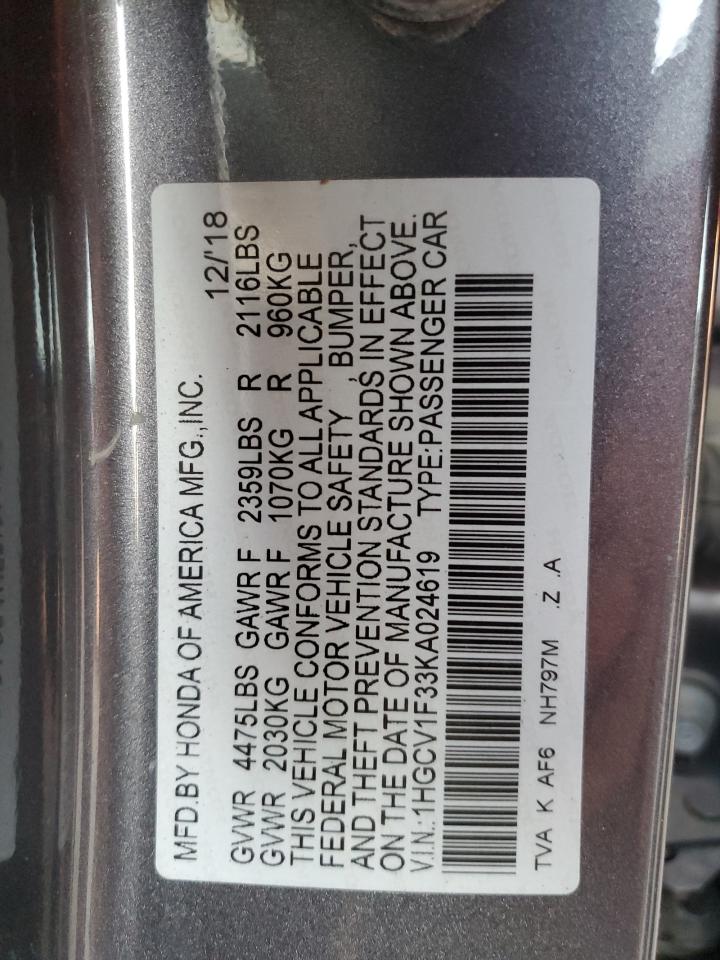 MFD.BY HONDA OF AMERICA MFG.,INC. 12/'18
GVWR 4475LBS GAWR F 2359LBS R 2116LBS
GVWR 2030KG GAWR F 1070KG R 960KG
THIS VEHICLE CONFORMS TO ALL APPLICABLE
FEDERAL MOTOR VEHICLE SAFETY , BUMPER,
AND THEFT PREVENTION STANDARDS IN EFFECT
ON THE DATE OF MANUFACTURE SHOWN ABOVE.
V.I.N.:1HGCV1F33KA024619 TYPE:PASSENGER CAR
TVA K AF6 NH797M .Z .A